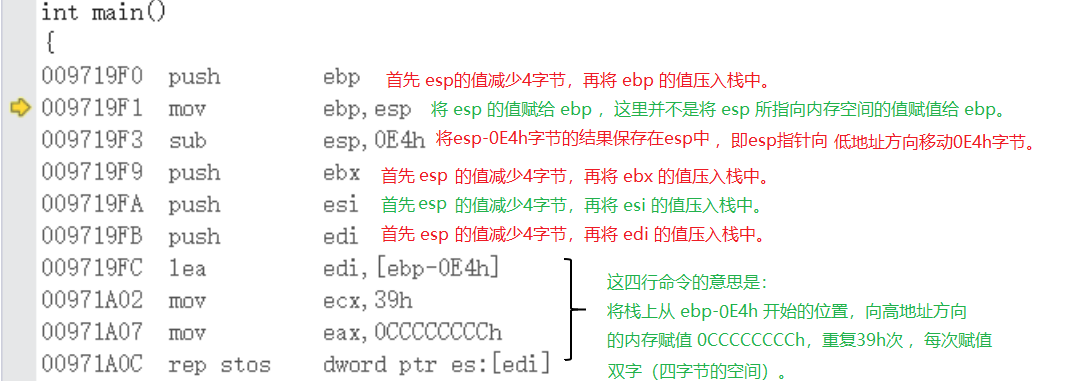 int main()
{
009719F0 push ebp 首先 esp的值减少4字节，再将 ebp 的值压入栈中。
009719F1 mov ebp,esp 将 esp 的值赋给 ebp ，这里并不是将 esp 所指向内存空间的值赋值给 ebp。
009719F3 sub esp,0E4h 将esp-0E4h字节的结果保存在esp中 ，即esp指针向 低地址方向移动0E4h字节。
009719F9 push ebx 首先 esp 的值减少4字节，再将 ebx 的值压入栈中。
009719FA push esi 首先 esp 的值减少4字节，再将 esi 的值压入栈中。
009719FB push edi 首先 esp 的值减少4字节，再将 edi 的值压入栈中。
009719FC lea edi,[ebp-0E4h]
00971A02 mov ecx,39h
00971A07 mov eax,0CCCCCCCCh
00971A0C rep stos dword ptr es:[edi]
这四行命令的意思是：
将栈上从 ebp-0E4h 开始的位置，向高地址方向
的内存赋值 0CCCCCCCCh，重复39h次 ，每次赋值
双字（四字节的空间）。